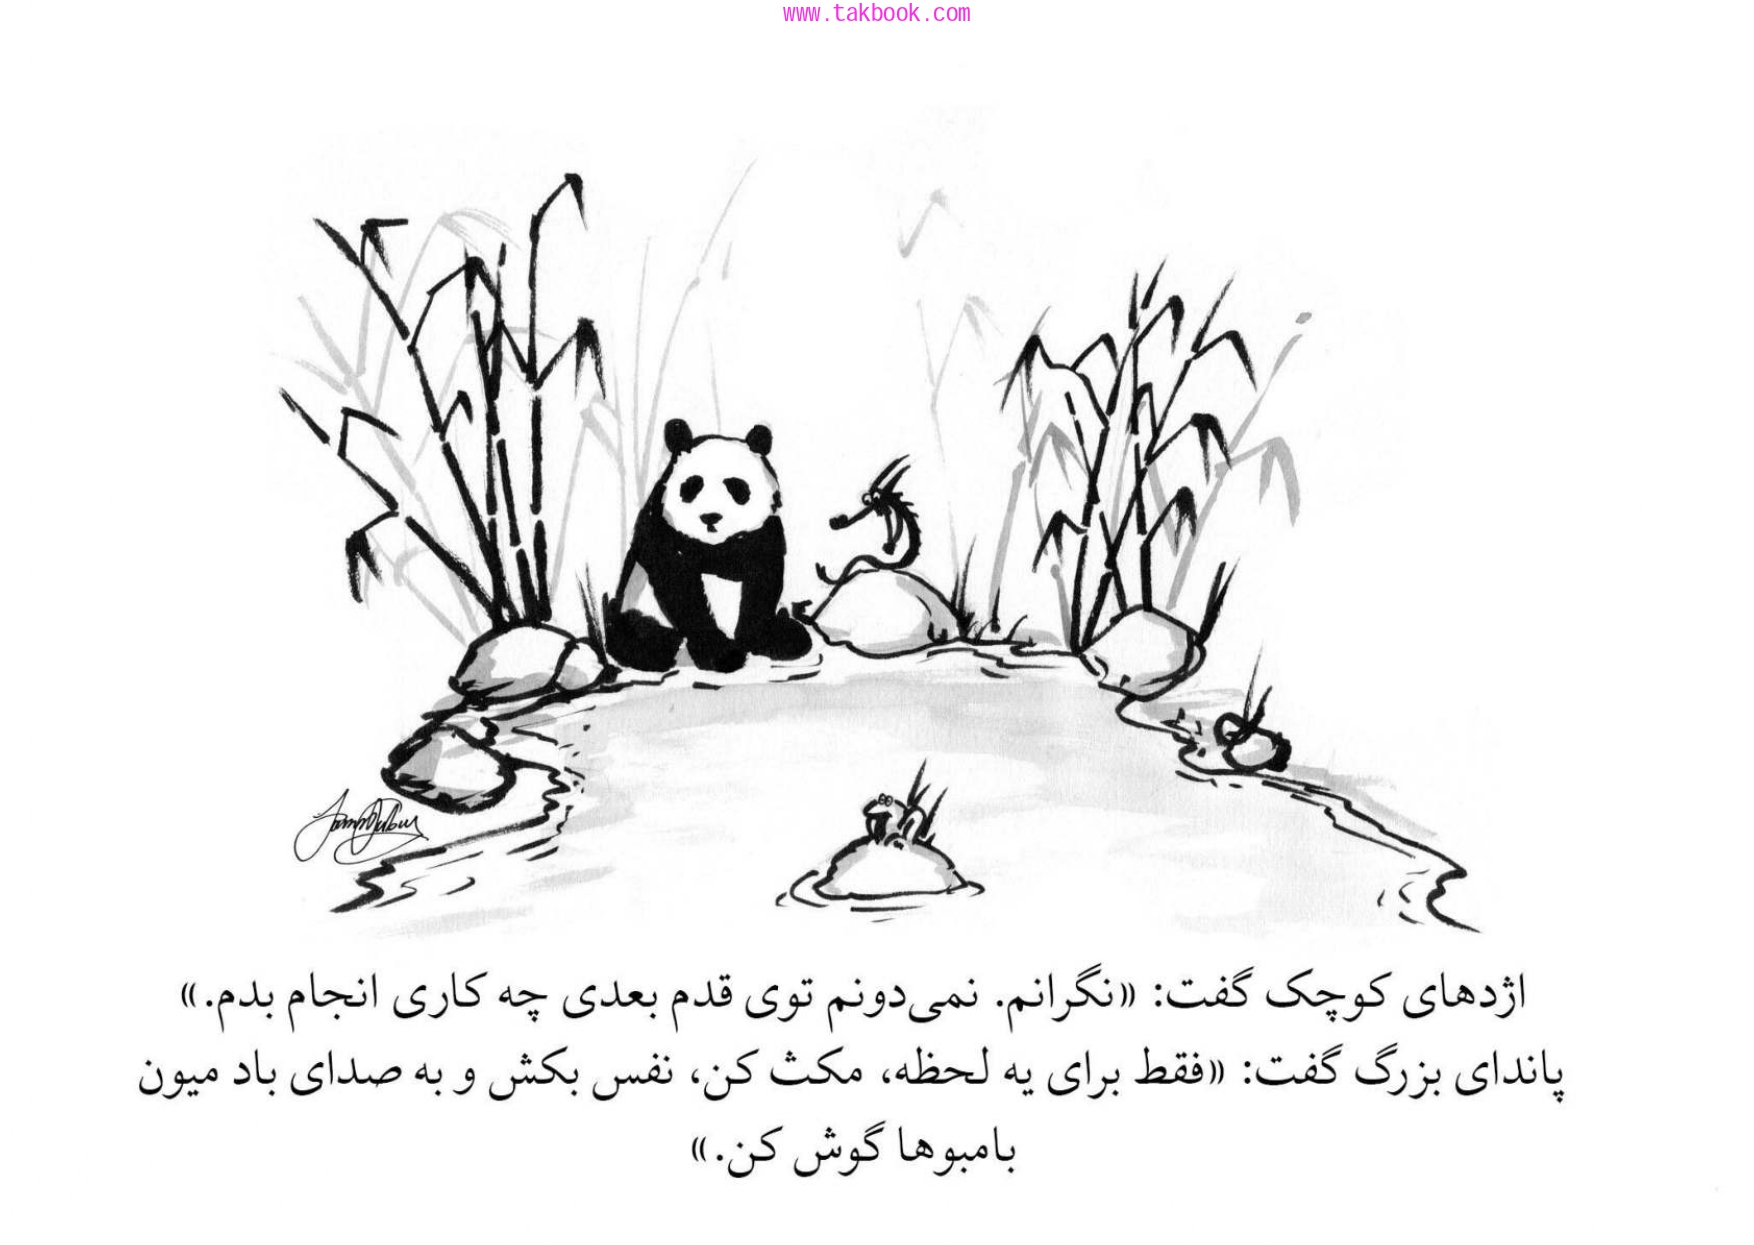 www.takbook.com
اژدهای کوچک گفت: «نگرانم. نمی‌دونم توی قدم بعدی چه کاری انجام بدم.»
پاندای بزرگ گفت: «فقط برای یه لحظه، مکث کن، نفس بکش و به صدای باد میون
بامبوها گوش کن.»